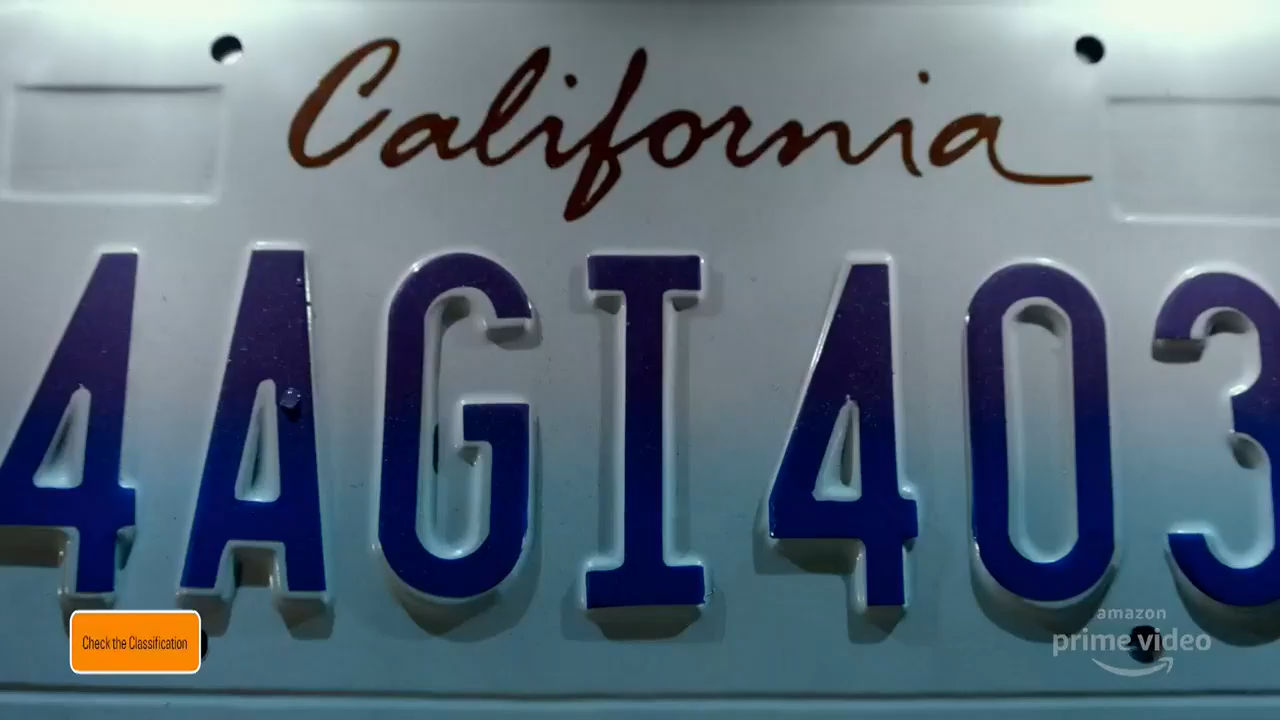 California
4AGI403
Check the Classification
amazon
prime video